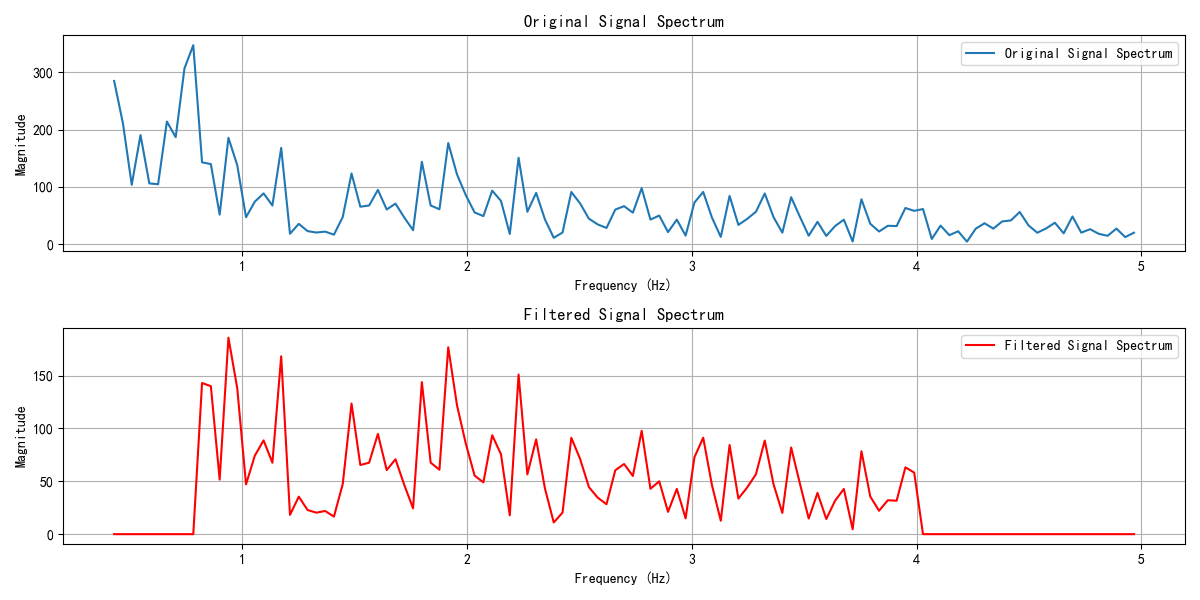 Original Signal Spectrum
Original Signal Spectrum
Magnitude
300
200
100
0
1 2 3 4 5
Frequency (Hz)
Filtered Signal Spectrum
Filtered Signal Spectrum
Magnitude
150
100
50
0
1 2 3 4 5
Frequency (Hz)